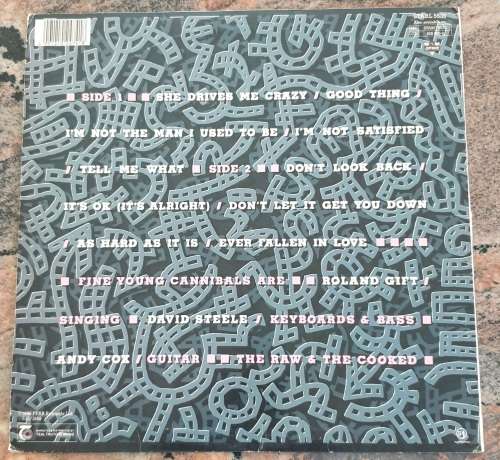 ■ SIDE 1 ■ ■ SHE DRIVES ME CRAZY / GOOD THING /
I'M NOT THE MAN I USED TO BE / I'M NOT SATISFIED
/ TELL ME WHAT ■ SIDE 2 ■ ■ DON'T LOOK BACK /
IT'S OK (IT'S ALRIGHT) / DON'T LET IT GET YOU DOWN
/ AS HARD AS IT IS / EVER FALLEN IN LOVE ■ ■ ■ ■
■ FINE YOUNG CANNIBALS ARE ■ ■ ROLAND GIFT /
SINGING ■ DAVID STEELE / KEYBOARDS & BASS ■
ANDY COX / GUITAR ■ ■ THE RAW & THE COOKED ■